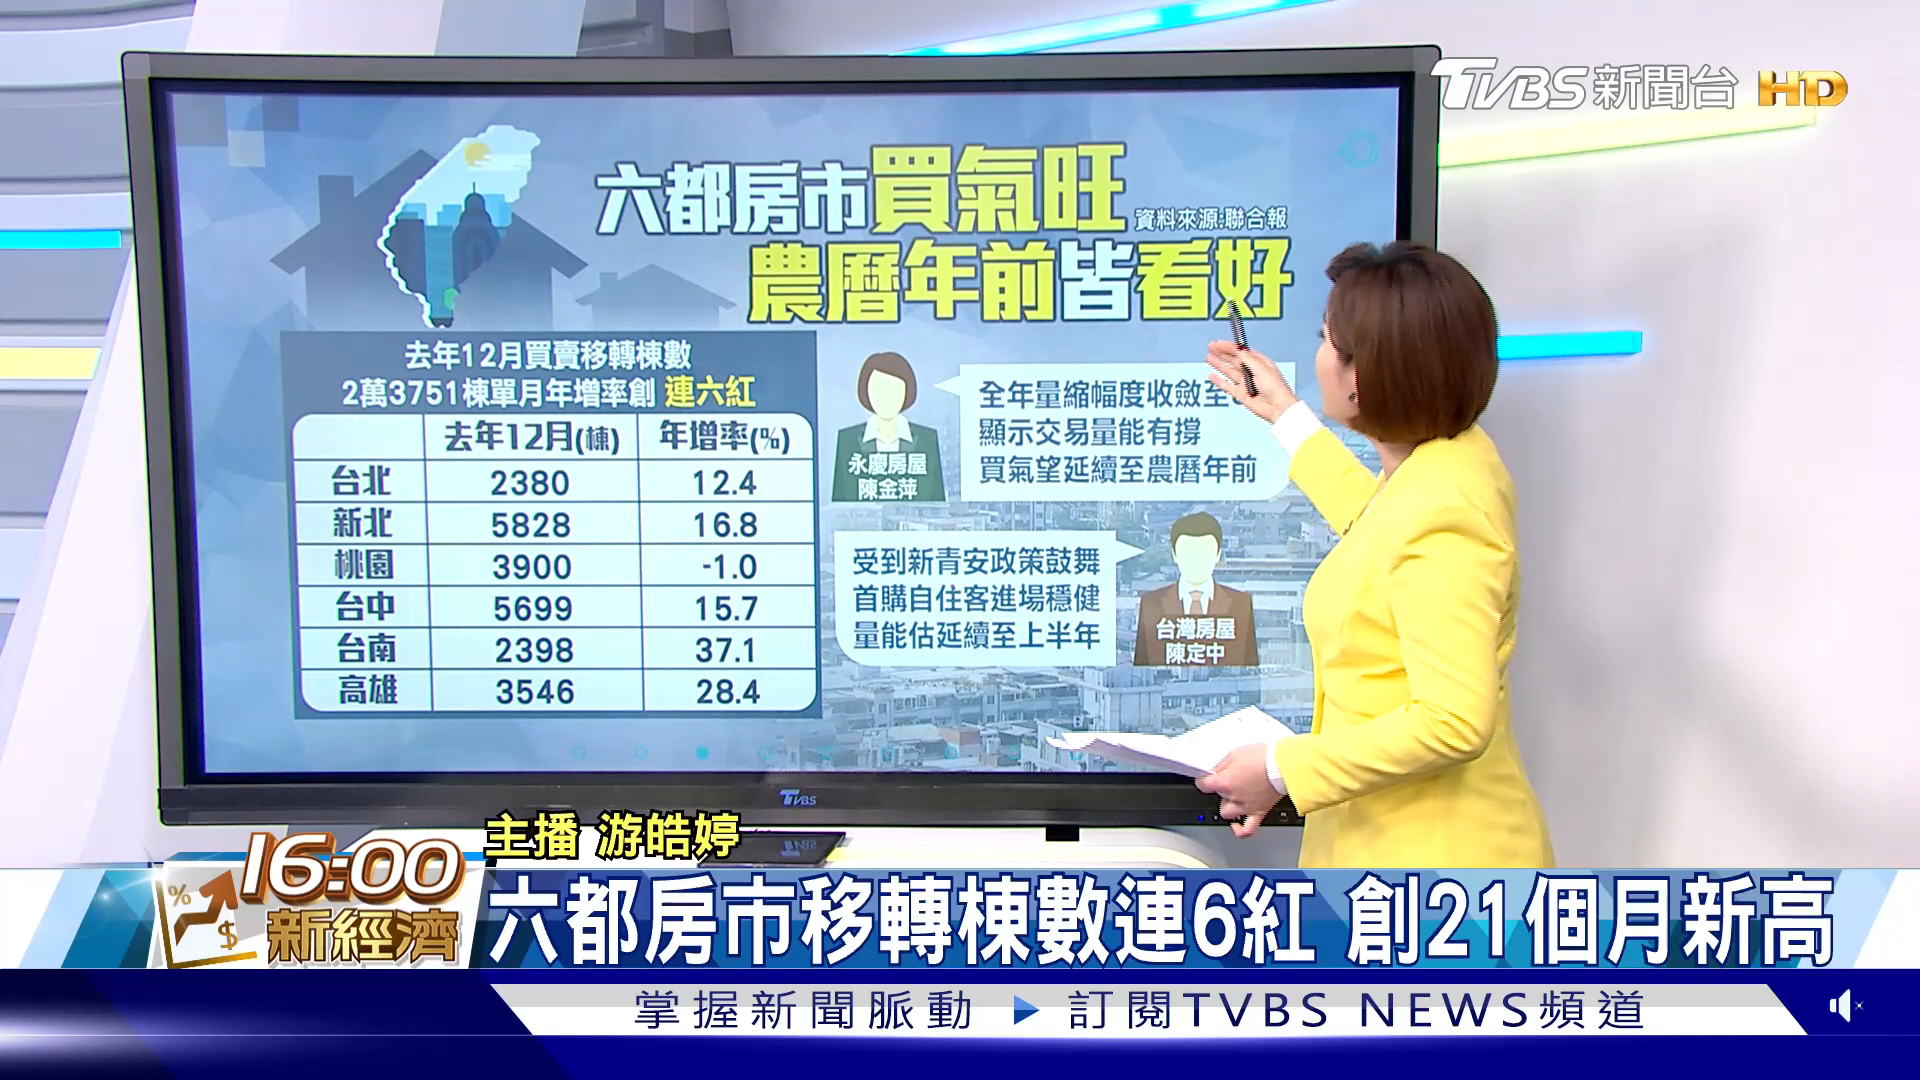 TVBS新聞台 HD
六都房市買氣旺
資料來源:聯合報
農曆年前皆看好
去年12月買賣移轉棟數
2萬3751棟單月年增率創 連六紅
去年12月(棟) 年增率(%)
台北 2380 12.4
新北 5828 16.8
桃園 3900 -1.0
台中 5699 15.7
台南 2398 37.1
高雄 3546 28.4
永慶房屋
陳金萍
全年量縮幅度收斂至
顯示交易量能有撐
買氣望延續至農曆年前
受到新青安政策鼓舞
首購自住客進場穩健
量能估延續至上半年
台灣房屋
陳定中
TVBS
主播 游皓婷
16:00
% $
新經濟
六都房市移轉棟數連6紅 創21個月新高
掌握新聞脈動 訂閱TVBS NEWS頻道